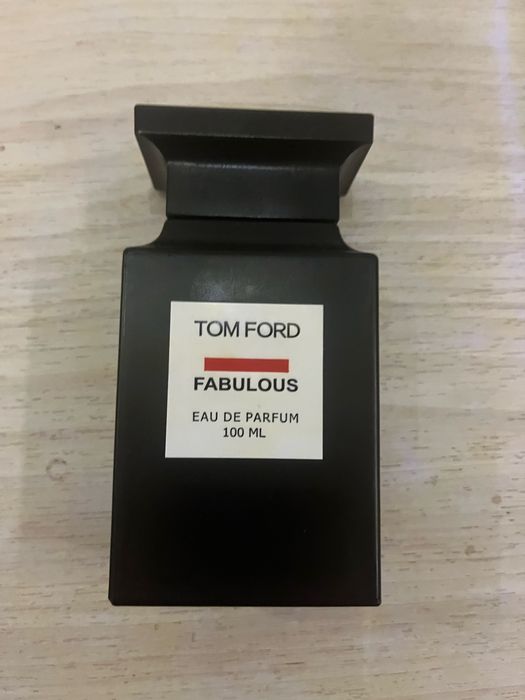 TOM FORD
FABULOUS
EAU DE PARFUM
100 ML